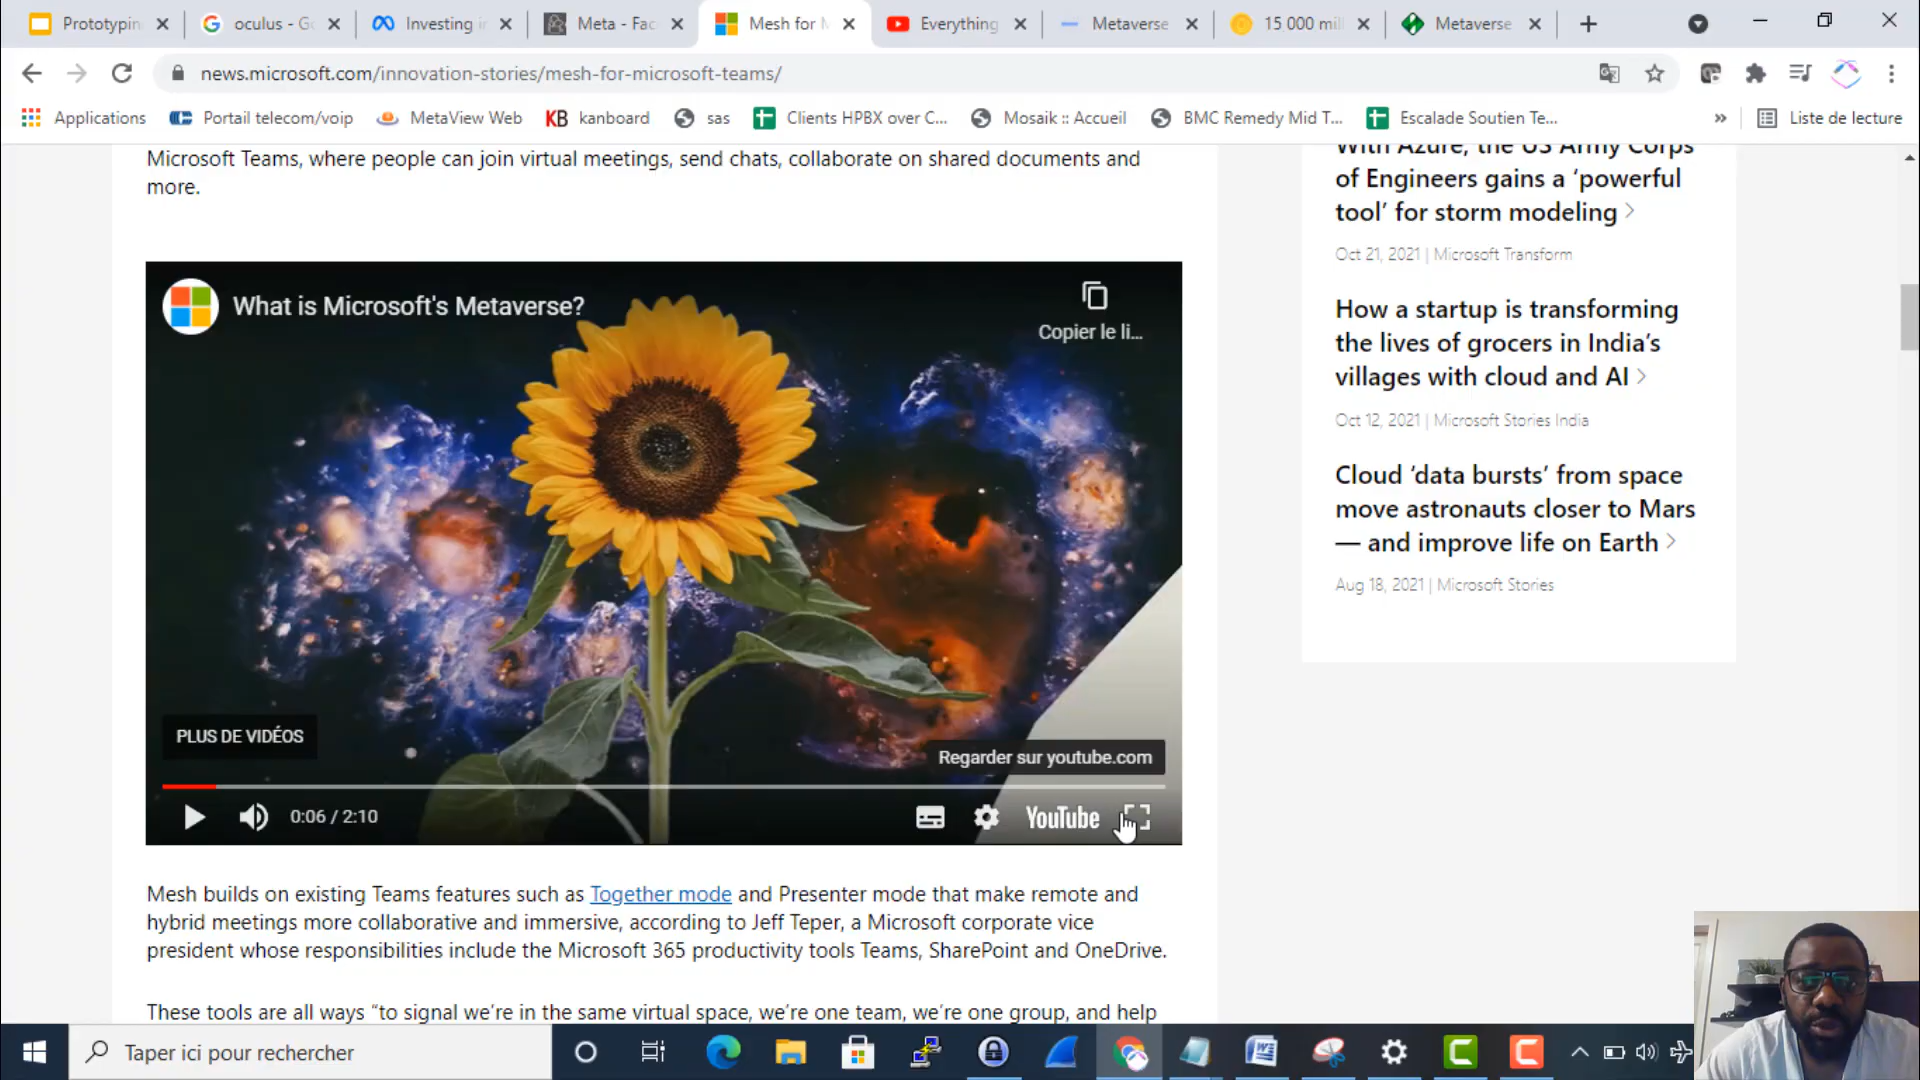 Prototypin
oculus - Go
Investing in
Meta - Fac
Mesh for M
Everything
Metaverse
15 000 mil
Metaverse
news.microsoft.com/innovation-stories/mesh-for-microsoft-teams/
Applications
Portail telecom/voip
MetaView Web
KB kanboard
sas
Clients HPBX over C...
Mosaik :: Accueil
BMC Remedy Mid T...
Escalade Soutien Te...
»
Liste de lecture
Microsoft Teams, where people can join virtual meetings, send chats, collaborate on shared documents and
more.
What is Microsoft's Metaverse?
Copier le li...
PLUS DE VIDÉOS
Regarder sur youtube.com
0:06 / 2:10
YouTube
Mesh builds on existing Teams features such as Together mode and Presenter mode that make remote and
hybrid meetings more collaborative and immersive, according to Jeff Teper, a Microsoft corporate vice
president whose responsibilities include the Microsoft 365 productivity tools Teams, SharePoint and OneDrive.
These tools are all ways “to signal we’re in the same virtual space, we’re one team, we’re one group, and help
With Azure, the US Army Corps
of Engineers gains a ‘powerful
tool’ for storm modeling >
Oct 21, 2021 | Microsoft Transform
How a startup is transforming
the lives of grocers in India’s
villages with cloud and AI >
Oct 12, 2021 | Microsoft Stories India
Cloud ‘data bursts’ from space
move astronauts closer to Mars
— and improve life on Earth >
Aug 18, 2021 | Microsoft Stories
Taper ici pour rechercher